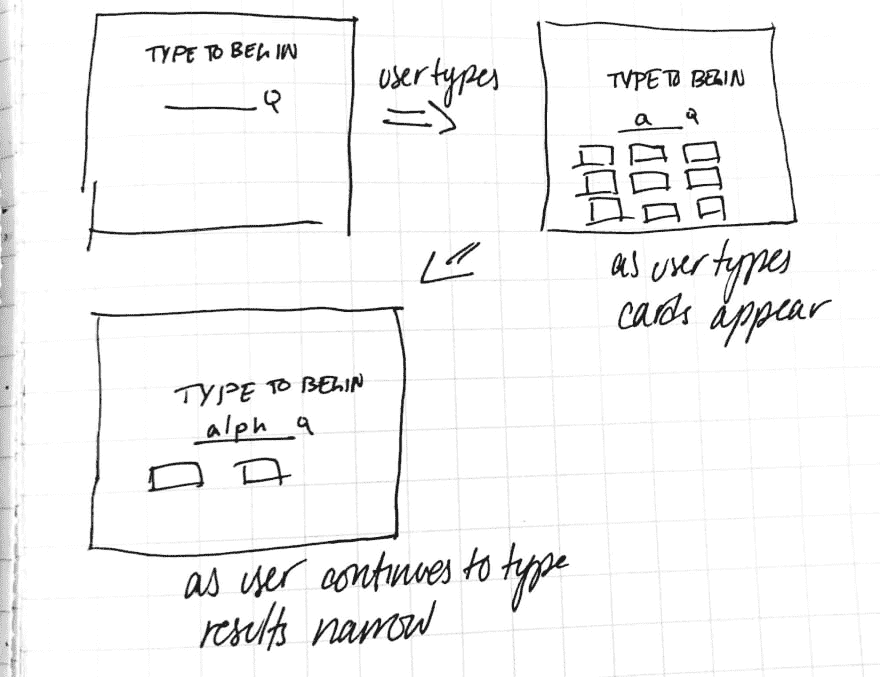 TYPE TO BEGIN
user types
TYPE TO BEGIN
a
as user types
cards appear
TYPE TO BEGIN
alph
as user continues to type
results narrow